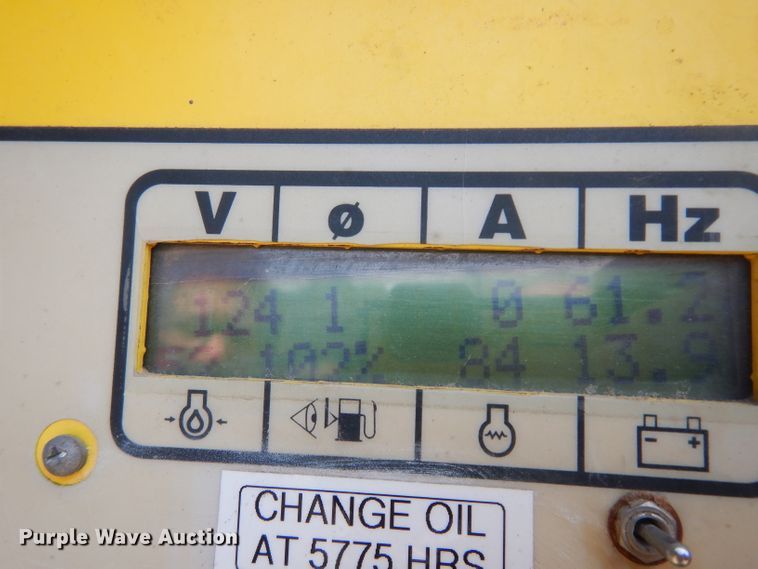 V ø A Hz
124 1 0 61.2
102% 84 13.9
CHANGE OIL
AT 5775 HRS
Purple Wave Auction